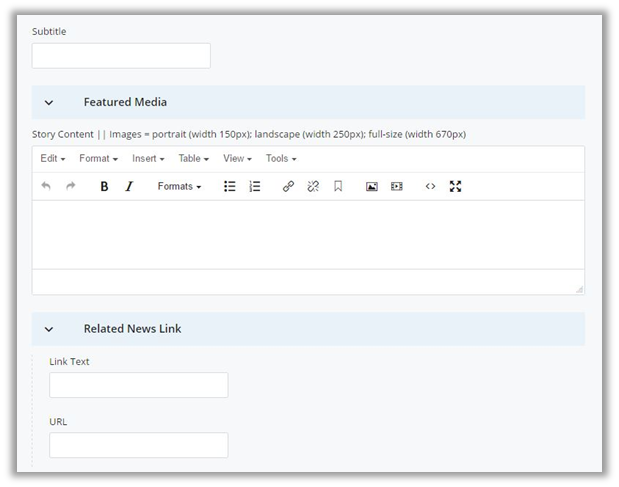 Subtitle
Featured Media
Story Content || Images = portrait (width 150px); landscape (width 250px); full-size (width 670px)
Edit Format Insert Table View Tools
B I Formats
Related News Link
Link Text
URL